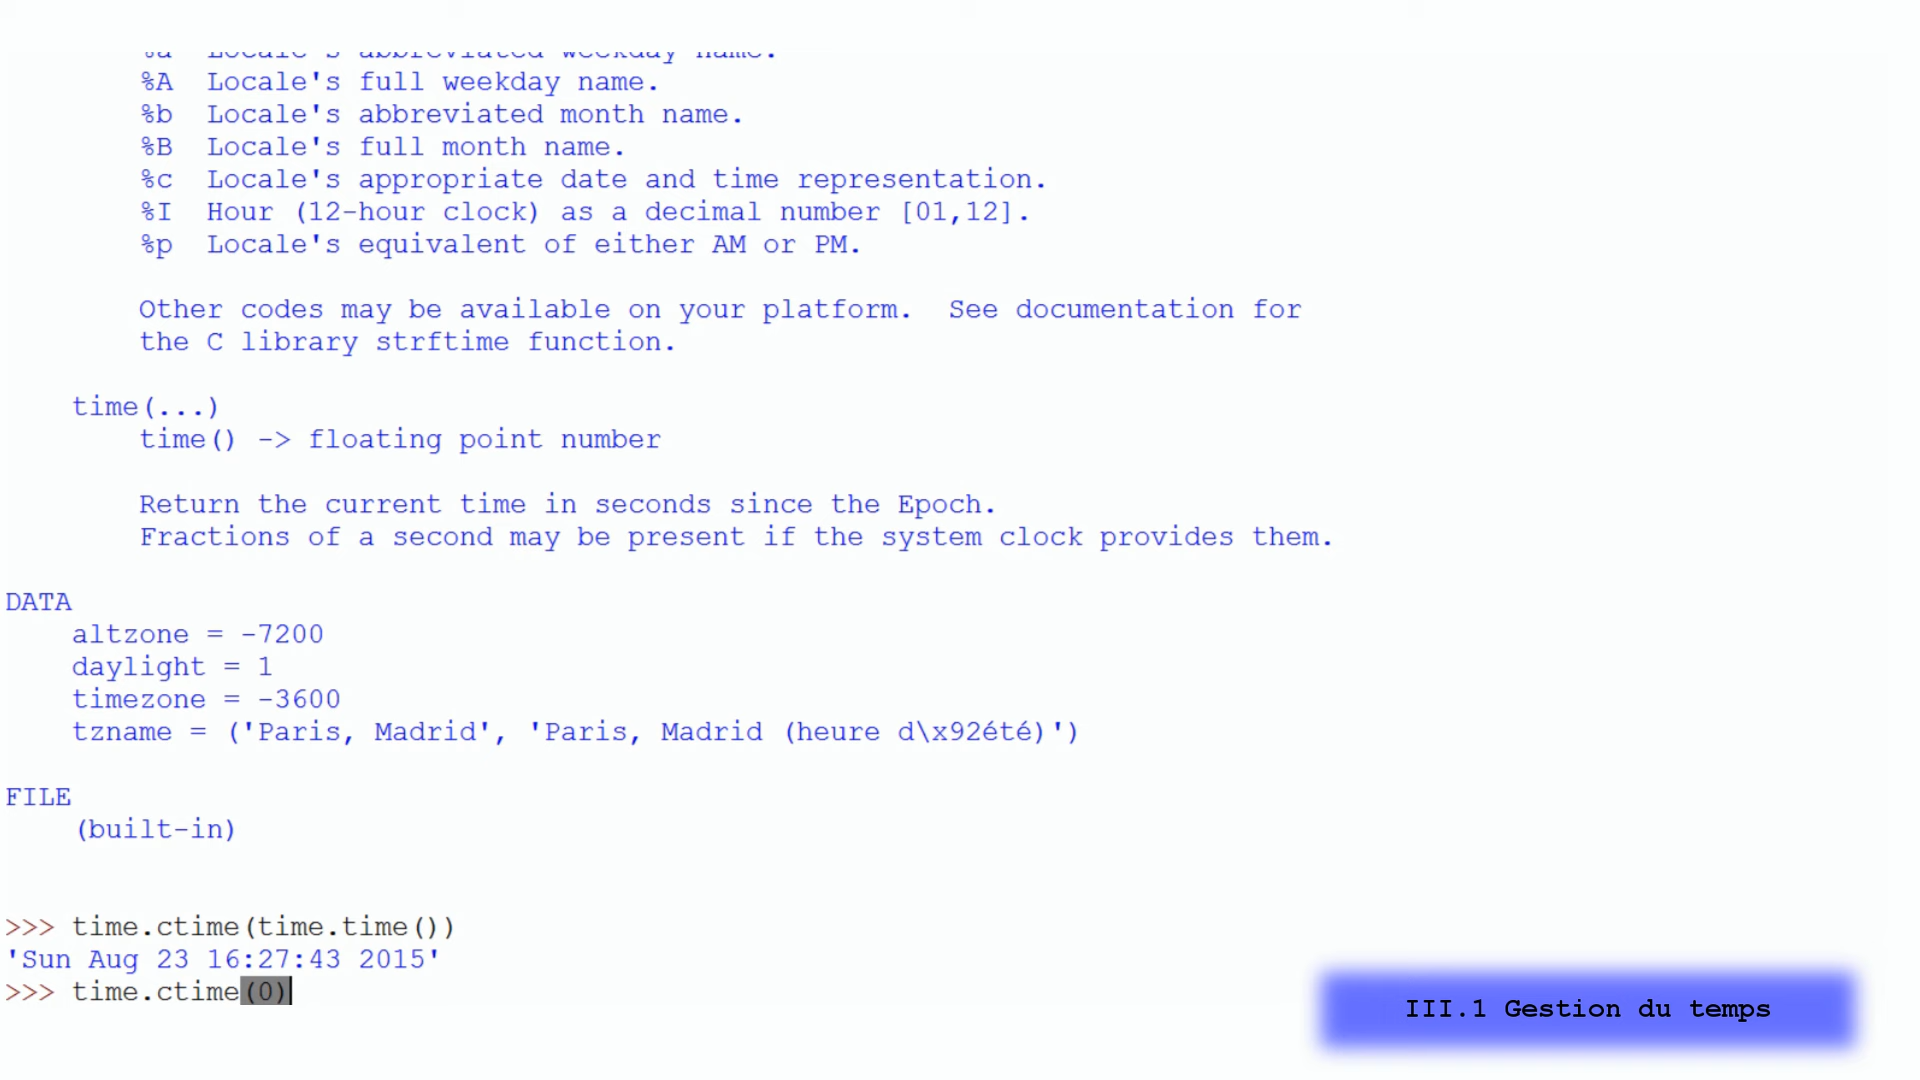 %a  Locale's abbreviated weekday name.
%A  Locale's full weekday name.
%b  Locale's abbreviated month name.
%B  Locale's full month name.
%c  Locale's appropriate date and time representation.
%I  Hour (12-hour clock) as a decimal number [01,12].
%p  Locale's equivalent of either AM or PM.
Other codes may be available on your platform.  See documentation for
the C library strftime function.
time(...)
time() -> floating point number
Return the current time in seconds since the Epoch.
Fractions of a second may be present if the system clock provides them.
DATA
altzone = -7200
daylight = 1
timezone = -3600
tzname = ('Paris, Madrid', 'Paris, Madrid (heure d\x92été)')
FILE
(built-in)
>>> time.ctime(time.time())
'Sun Aug 23 16:27:43 2015'
>>> time.ctime(0)
III.1 Gestion du temps